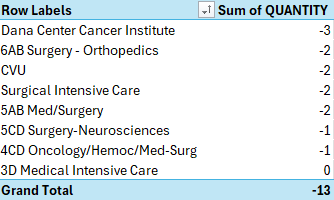 Row Labels Sum of QUANTITY
Dana Center Cancer Institute -3
6AB Surgery - Orthopedics -2
CVU -2
Surgical Intensive Care -2
5AB Med/Surgery -2
5CD Surgery-Neurosciences -1
4CD Oncology/Hemoc/Med-Surg -1
3D Medical Intensive Care 0
Grand Total -13